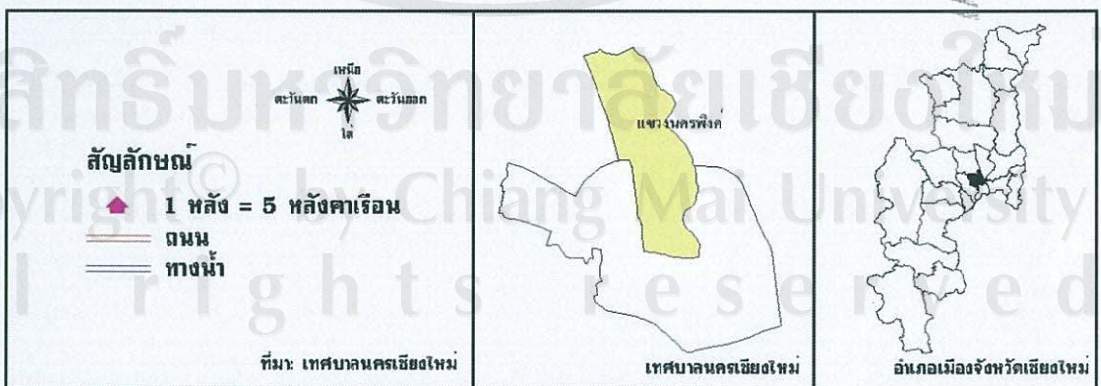 เหนือ
ตะวันตก ตะวันออก
ใต้
สัญลักษณ์
1 หลัง = 5 หลังคาเรือน
ถนน
ทางน้ำ
ที่มา: เทศบาลนครเชียงใหม่
แขวงนครพิงค์
เทศบาลนครเชียงใหม่
อำเภอเมืองจังหวัดเชียงใหม่
สิทธิ์มหาวิทยาลัยเชียงใหม
yright© by Chiang Mai University
l rights reserved